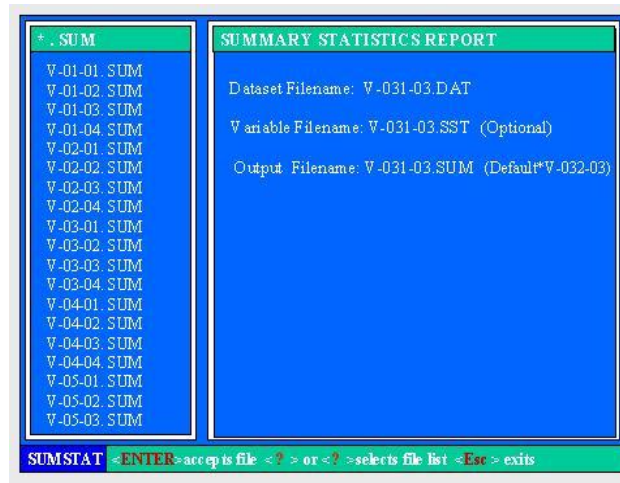 *.SUM
V-01-01.SUM
V-01-02.SUM
V-01-03.SUM
V-01-04.SUM
V-02-01.SUM
V-02-02.SUM
V-02-03.SUM
V-02-04.SUM
V-03-01.SUM
V-03-02.SUM
V-03-03.SUM
V-03-04.SUM
V-04-01.SUM
V-04-02.SUM
V-04-03.SUM
V-04-04.SUM
V-05-01.SUM
V-05-02.SUM
V-05-03.SUM
SUMMARY STATISTICS REPORT
Dataset Filename: V-031-03.DAT
Variable Filename: V-031-03.SST (Optional)
Output Filename: V-031-03.SUM (Default*V-032-03)
SUMSTAT <ENTER>accepts file <? > or <? >selects file list <Esc > exits